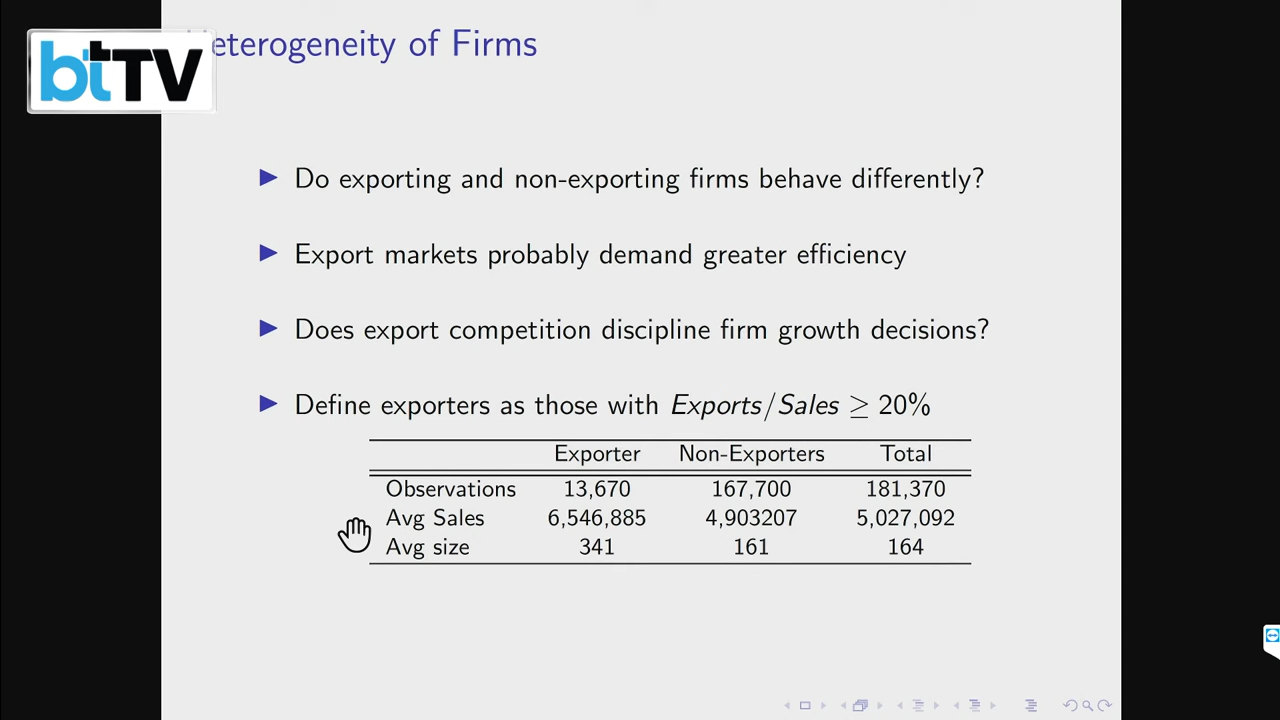 btTV
eterogeneity of Firms
Do exporting and non-exporting firms behave differently?
Export markets probably demand greater efficiency
Does export competition discipline firm growth decisions?
Define exporters as those with Exports/Sales ≥ 20%
Exporter Non-Exporters Total
Observations 13,670 167,700 181,370
Avg Sales 6,546,885 4,903207 5,027,092
Avg size 341 161 164